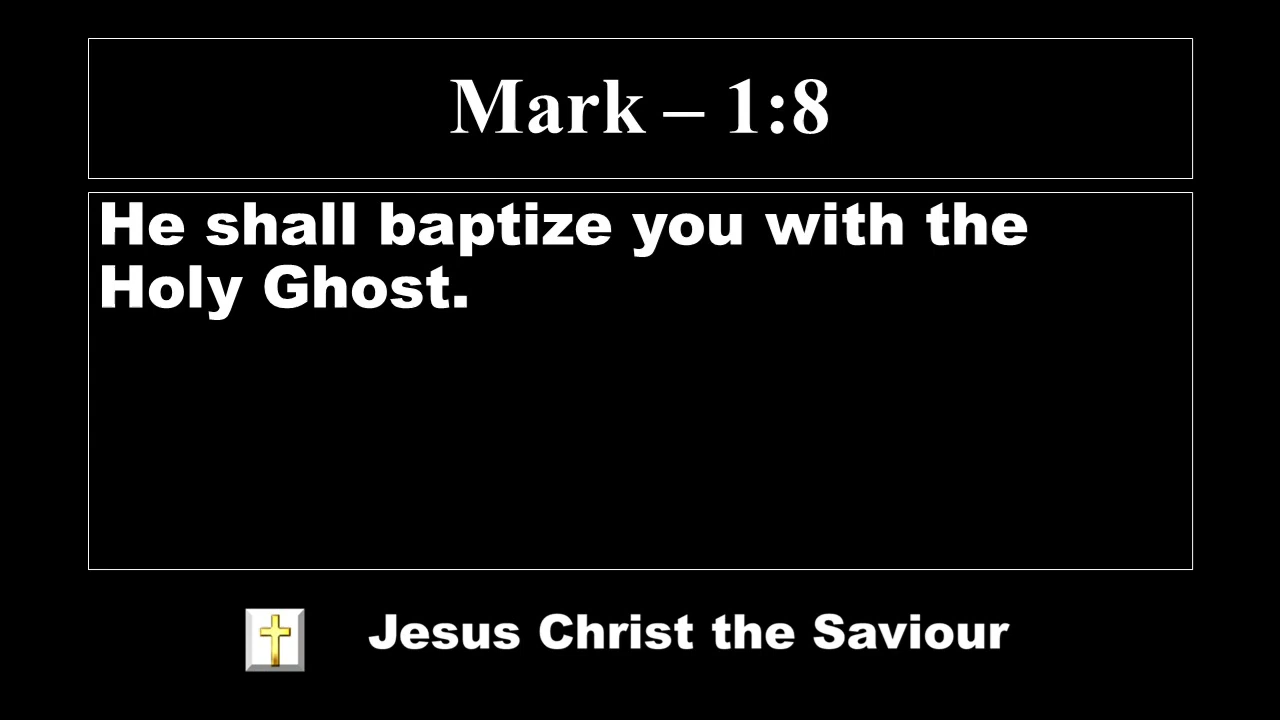 Mark – 1:8
He shall baptize you with the
Holy Ghost.
Jesus Christ the Saviour